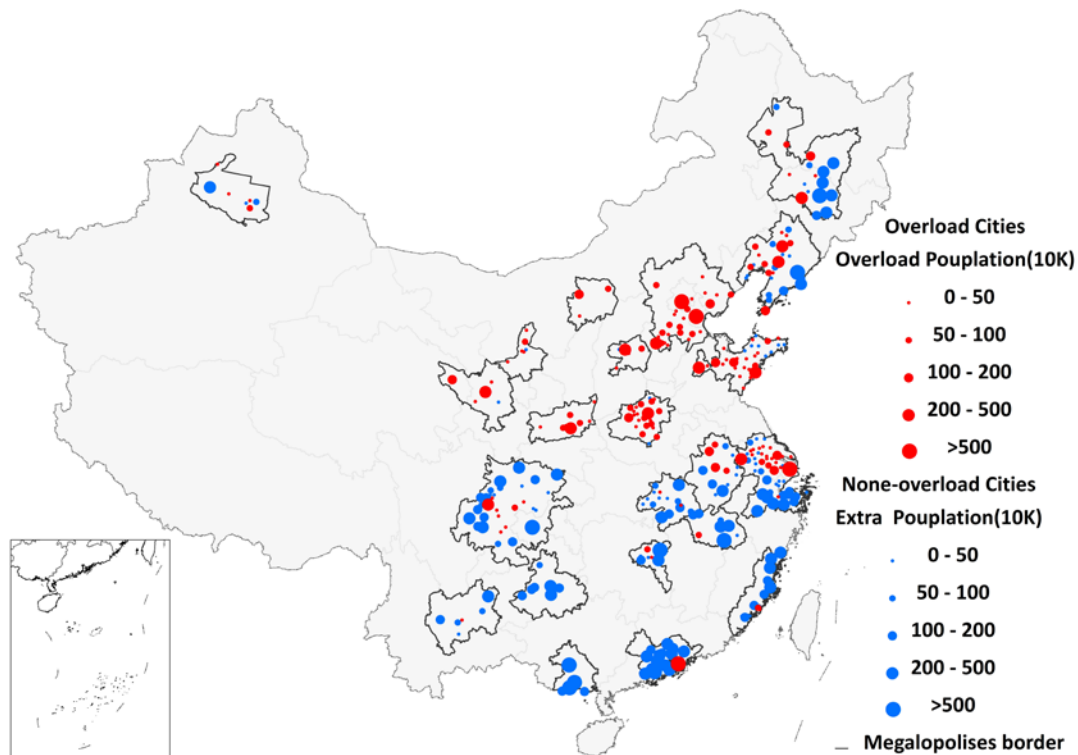 Overload Cities
Overload Pouplation(10K)
0 - 50
50 - 100
100 - 200
200 - 500
>500
None-overload Cities
Extra Pouplation(10K)
0 - 50
50 - 100
100 - 200
200 - 500
>500
Megalopolises border